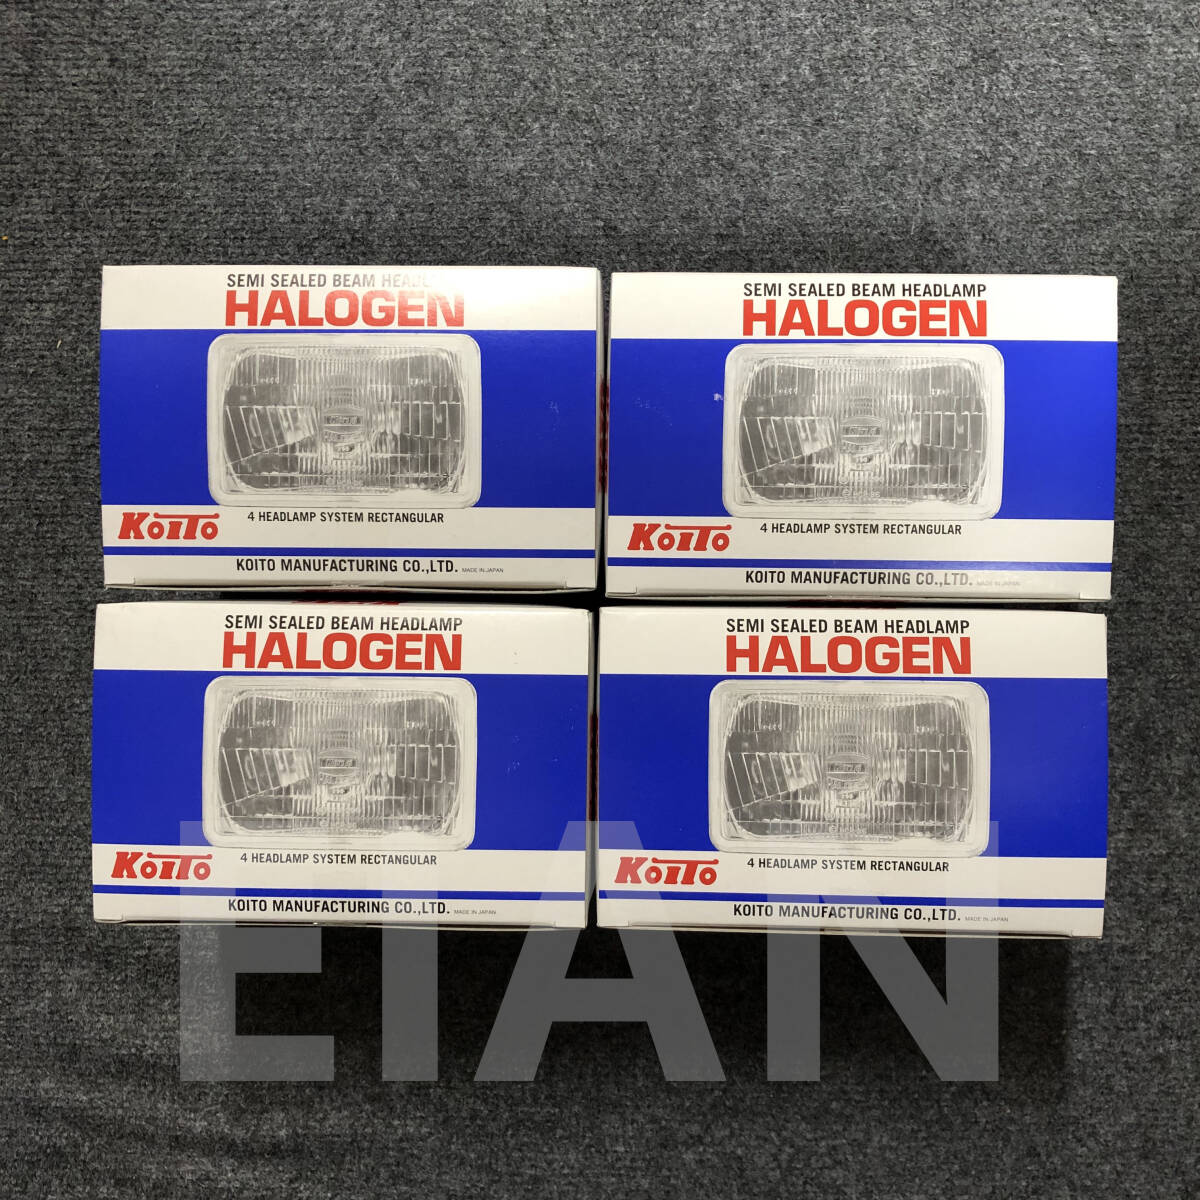 SEMI SEALED BEAM HEADL
HALOGEN
Koito
4 HEADLAMP SYSTEM RECTANGULAR
KOITO MANUFACTURING CO.,LTD. MADE IN JAPAN
SEMI SEALED BEAM HEADLAMP
HALOGEN
Koito
4 HEADLAMP SYSTEM RECTANGULAR
KOITO MANUFACTURING CO.,LTD. MADE IN JAPAN
SEMI SEALED BEAM HEADLAMP
HALOGEN
Koito
4 HEADLAMP SYSTEM RECTANGULAR
KOITO MANUFACTURING CO.,LTD. MADE IN JAPAN
SEMI SEALED BEAM HEADLAMP
HALOGEN
Koito
4 HEADLAMP SYSTEM RECTANGULAR
KOITO MANUFACTURING CO.,LTD. MADE IN JAPAN
EIAN